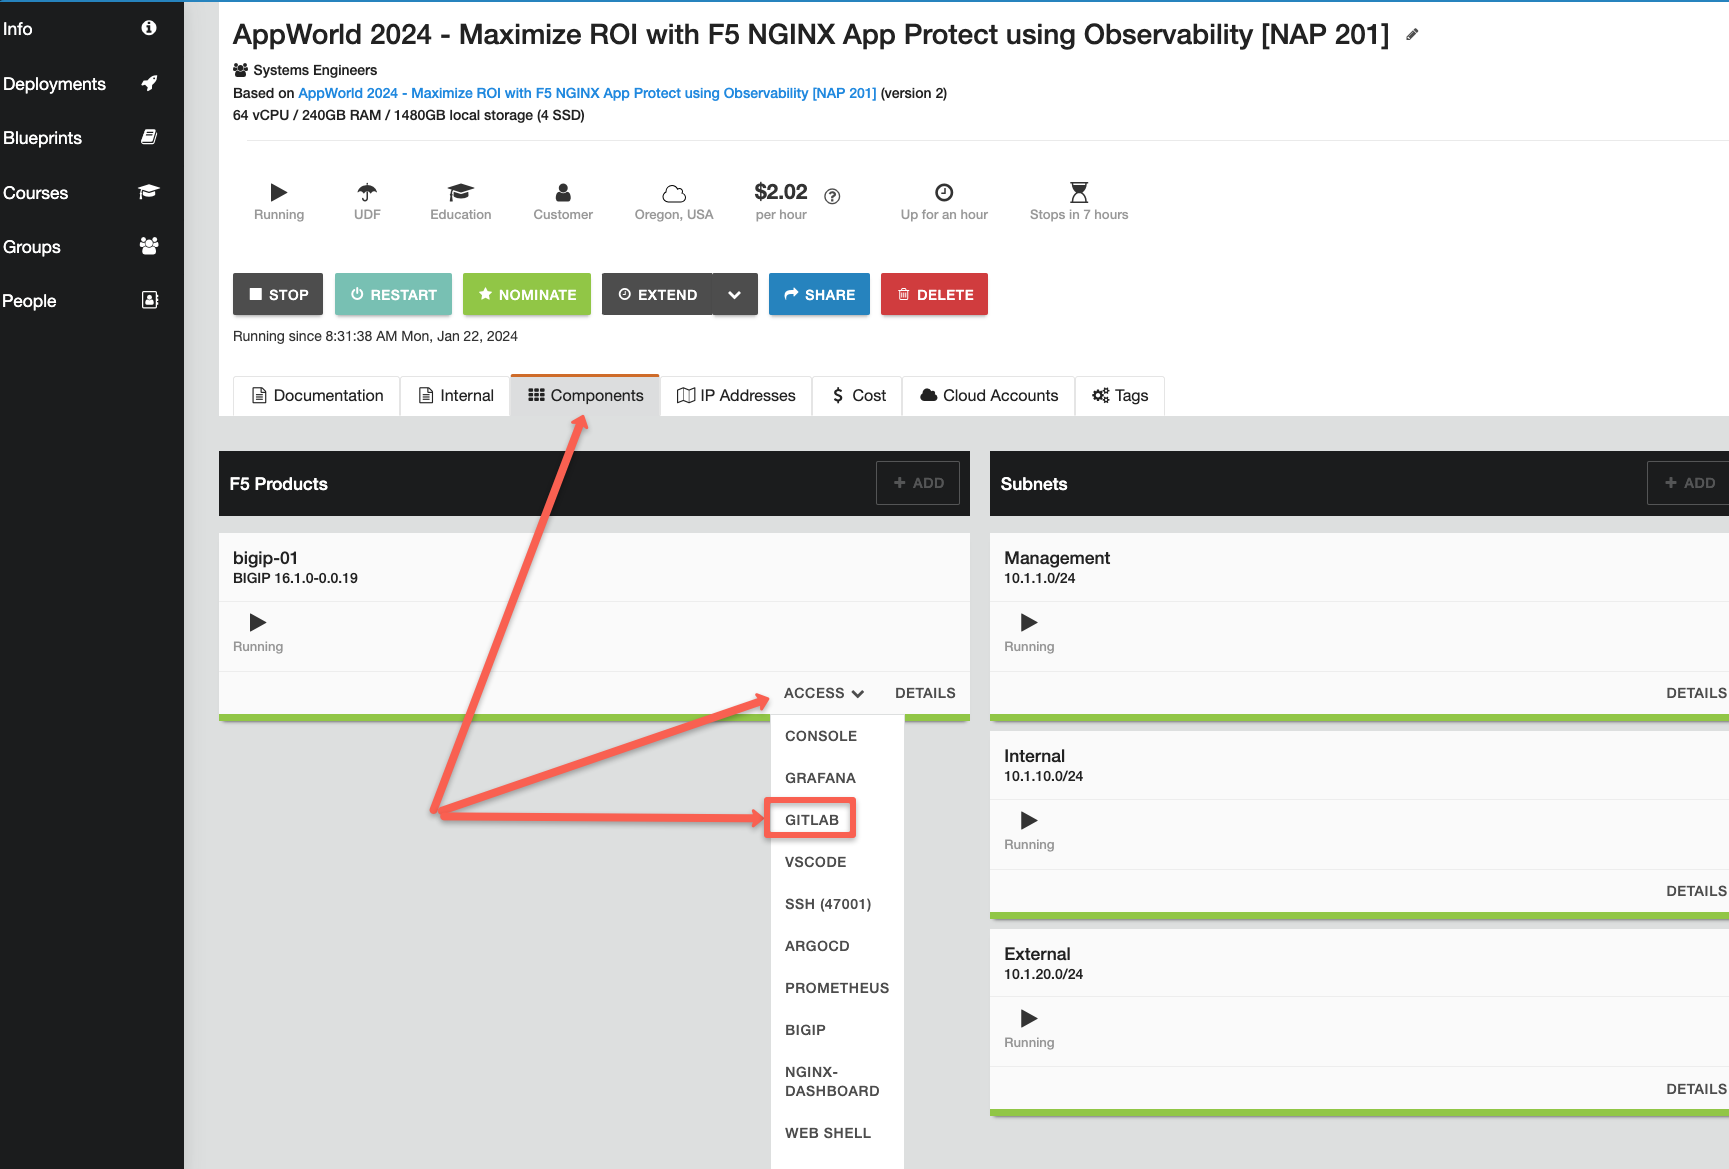 Info
Deployments
Blueprints
Courses
Groups
People
AppWorld 2024 - Maximize ROI with F5 NGINX App Protect using Observability [NAP 201]
Systems Engineers
Based on AppWorld 2024 - Maximize ROI with F5 NGINX App Protect using Observability [NAP 201] (version 2)
64 vCPU / 240GB RAM / 1480GB local storage (4 SSD)
Running
UDF
Education
Customer
Oregon, USA
$2.02
per hour
Up for an hour
Stops in 7 hours
STOP
RESTART
NOMINATE
EXTEND
SHARE
DELETE
Running since 8:31:38 AM Mon, Jan 22, 2024
Documentation
Internal
Components
IP Addresses
$ Cost
Cloud Accounts
Tags
F5 Products
+ ADD
bigip-01
BIGIP 16.1.0-0.0.19
Running
ACCESS
DETAILS
CONSOLE
GRAFANA
GITLAB
VSCODE
SSH (47001)
ARGOCD
PROMETHEUS
BIGIP
NGINX-
DASHBOARD
WEB SHELL
Subnets
+ ADD
Management
10.1.1.0/24
Running
DETAILS
Internal
10.1.10.0/24
Running
DETAILS
External
10.1.20.0/24
Running
DETAILS